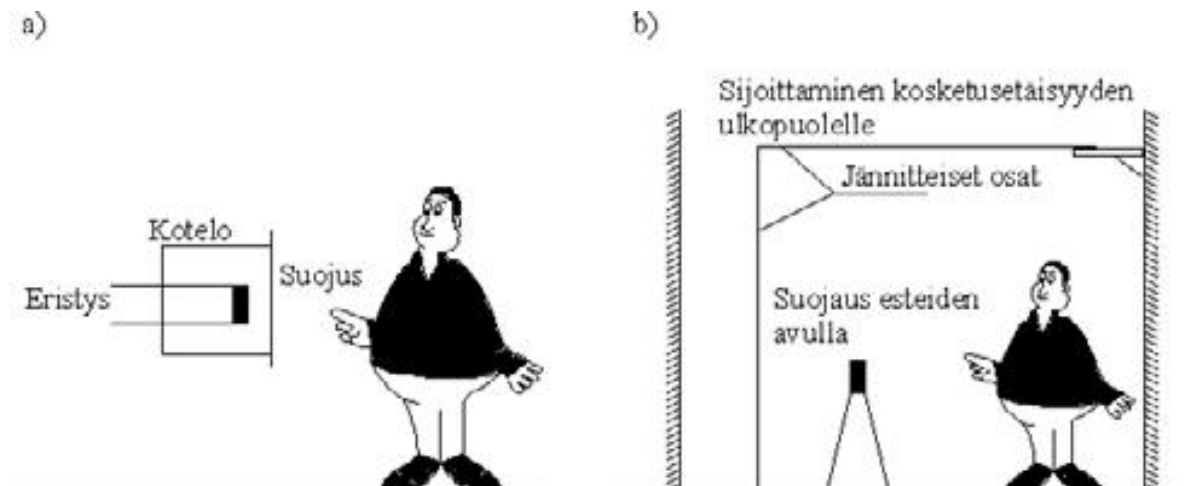 a)
Kotelo
Suojus
Eristys
b)
Sijoittaminen kosketusetäisyyden
ulkopuolelle
Jännitteiset osat
Suojaus esteiden
avulla